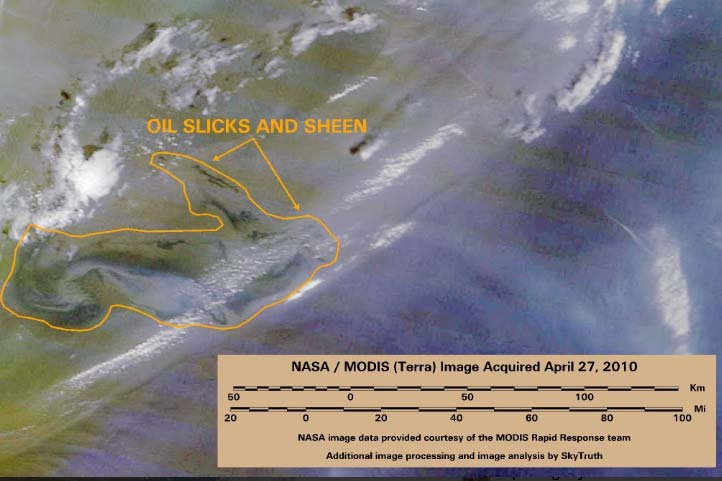 OIL SLICKS AND SHEEN
NASA / MODIS (Terra) Image Acquired April 27, 2010
Km
50 0 50 100
Mi
20 0 20 40 60 80 100
NASA image data provided courtesy of the MODIS Rapid Response team
Additional image processing and image analysis by SkyTruth